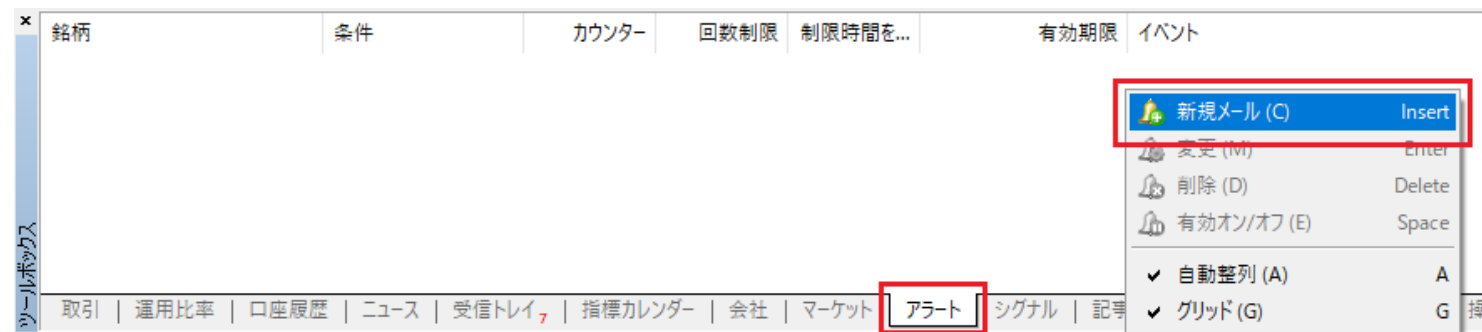 ×
銘柄 条件 カウンター 回数制限 制限時間を... 有効期限 イベント
新規メール (C) Insert
変更 (M) Enter
削除 (D) Delete
有効オン/オフ (E) Space
自動整列 (A) A
グリッド (G) G
ツールボックス
取引 | 運用比率 | 口座履歴 | ニュース | 受信トレイ 7 | 指標カレンダー | 会社 | マーケット | アラート | シグナル | 記事